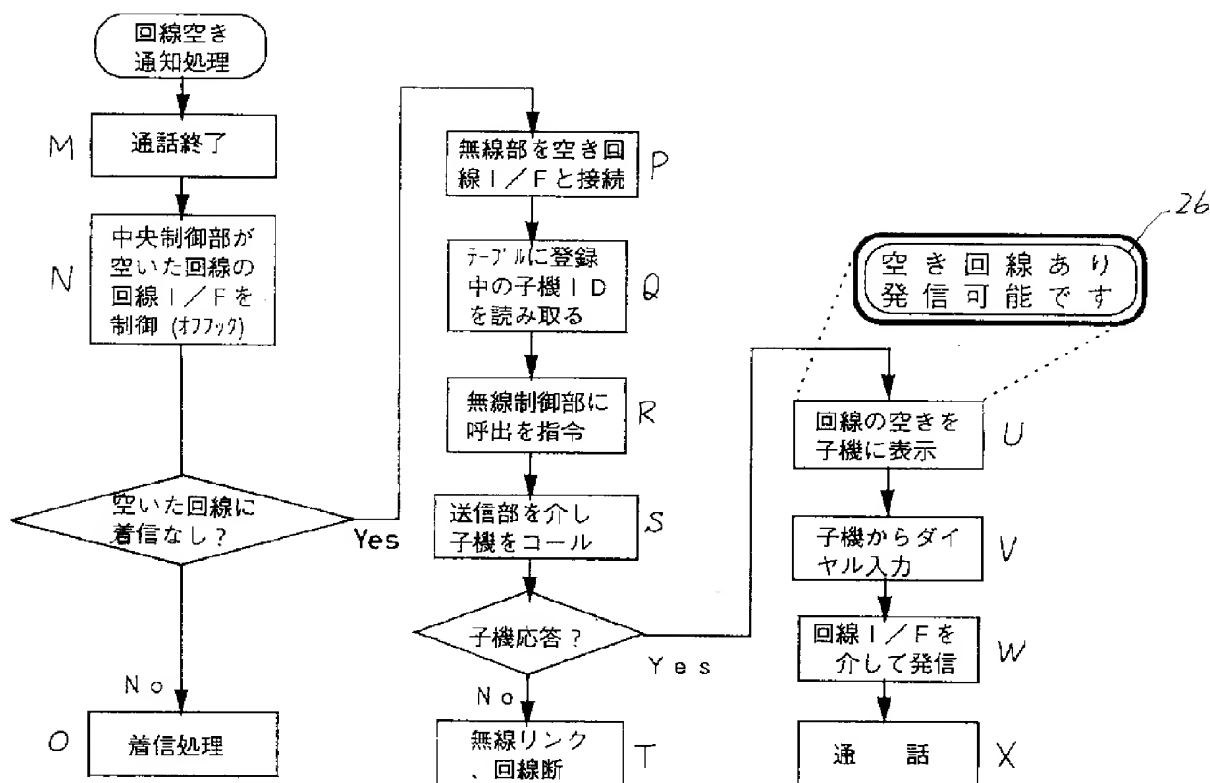 回線空き
通知処理
M
通話終了
N
中央制御部が
空いた回線の
回線I/Fを
制御(オフフック)
空いた回線に
着信なし?
Yes
No
O
着信処理
無線部を空き回
線I/Fと接続
P
テーブルに登録
中の子機ID
を読み取る
Q
無線制御部に
呼出を指令
R
送信部を介し
子機をコール
S
子機応答?
Yes
No
無線リンク
、回線断
T
26
空き回線あり
発信可能です
回線の空きを
子機に表示
U
子機からダイ
ヤル入力
V
回線I/Fを
介して発信
W
通 話
X